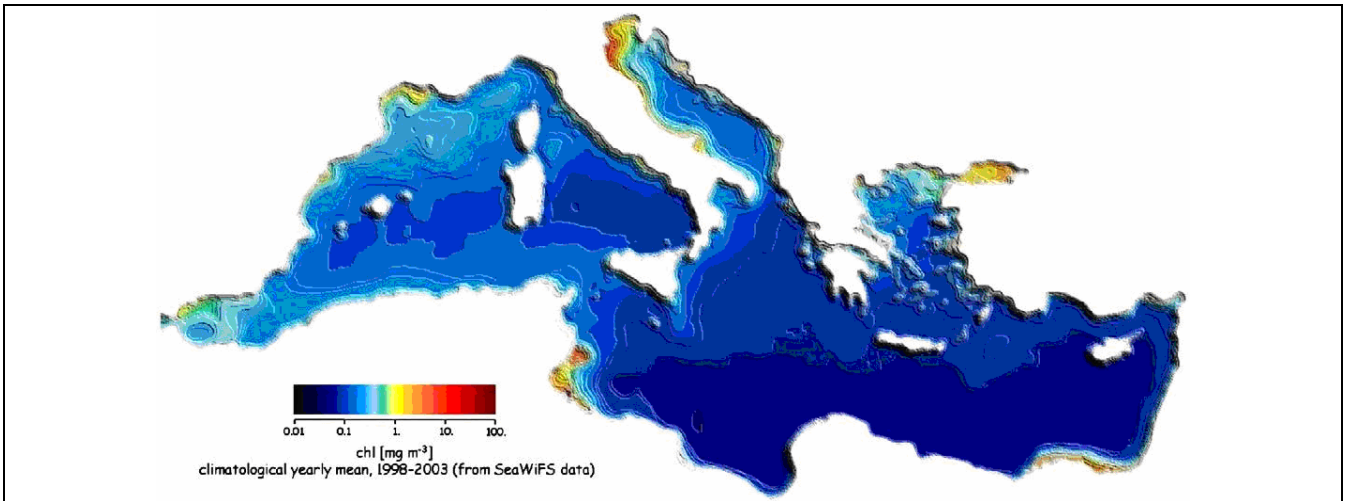 0.01 0.1 1. 10. 100.
chl [mg m⁻³]
climatological yearly mean, 1998-2003 (from SeaWiFS data)